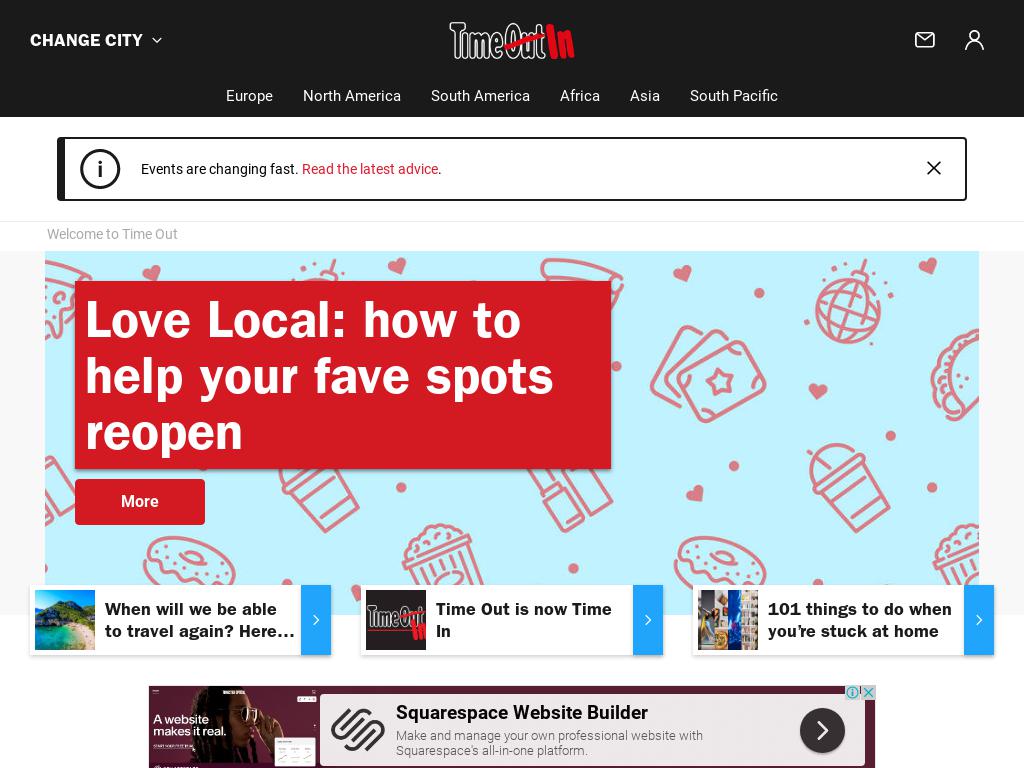 CHANGE CITY
Time Out In
Europe
North America
South America
Africa
Asia
South Pacific
Events are changing fast. Read the latest advice.
Welcome to Time Out
Love Local: how to
help your fave spots
reopen
More
When will we be able
to travel again? Here…
Time Out is now Time
In
101 things to do when
you’re stuck at home
A website
makes it real.
Squarespace Website Builder
Make and manage your own professional website with
Squarespace's all-in-one platform.